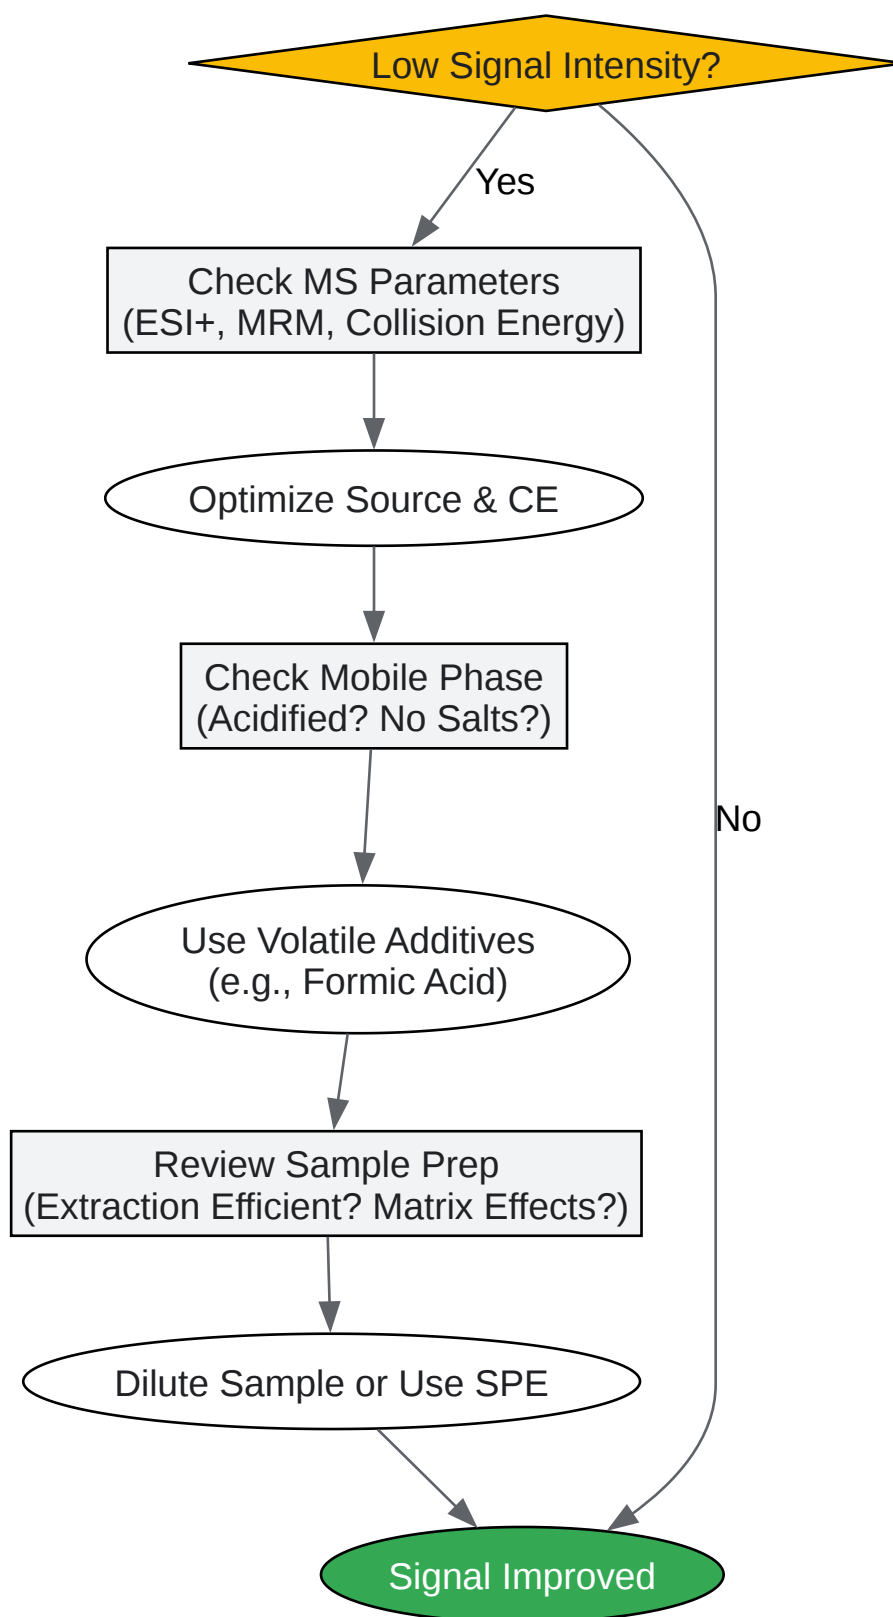 Low Signal Intensity?
Yes
Check MS Parameters
(ESI+, MRM, Collision Energy)
Optimize Source & CE
Check Mobile Phase
(Acidified? No Salts?)
No
Use Volatile Additives
(e.g., Formic Acid)
Review Sample Prep
(Extraction Efficient? Matrix Effects?)
Dilute Sample or Use SPE
Signal Improved